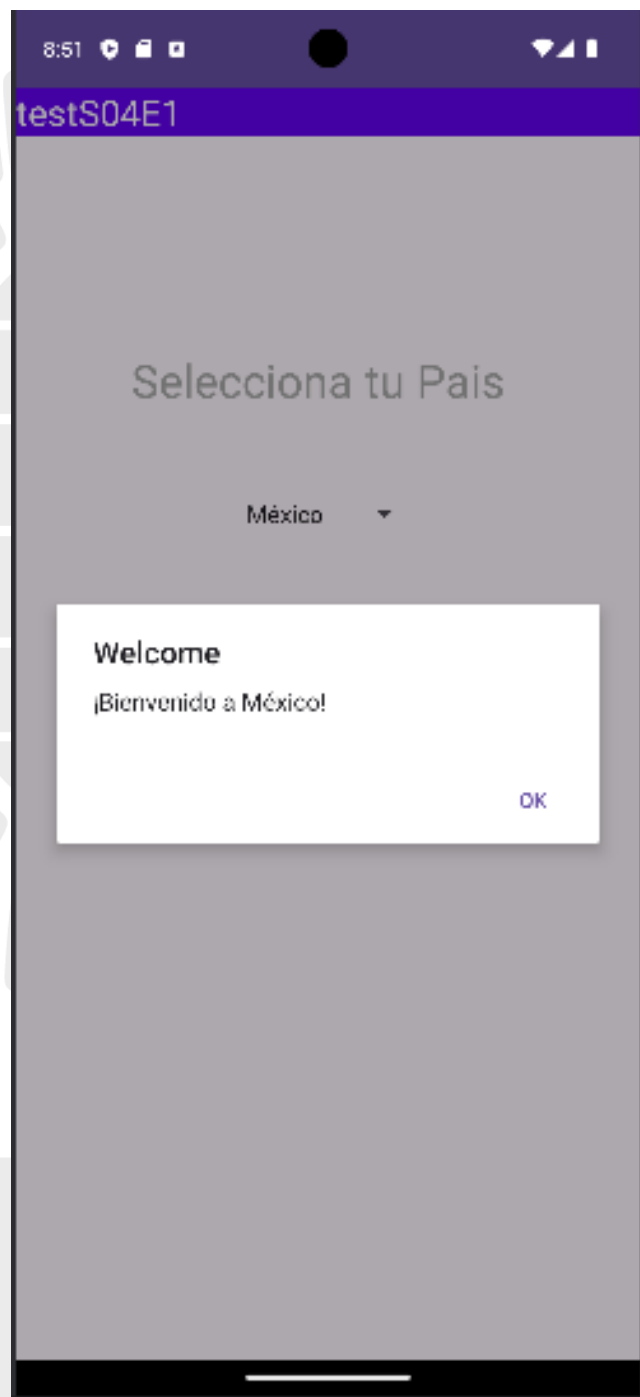 8:51
testS04E1
Selecciona tu Pais
México
Welcome
¡Bienvenido a México!
OK